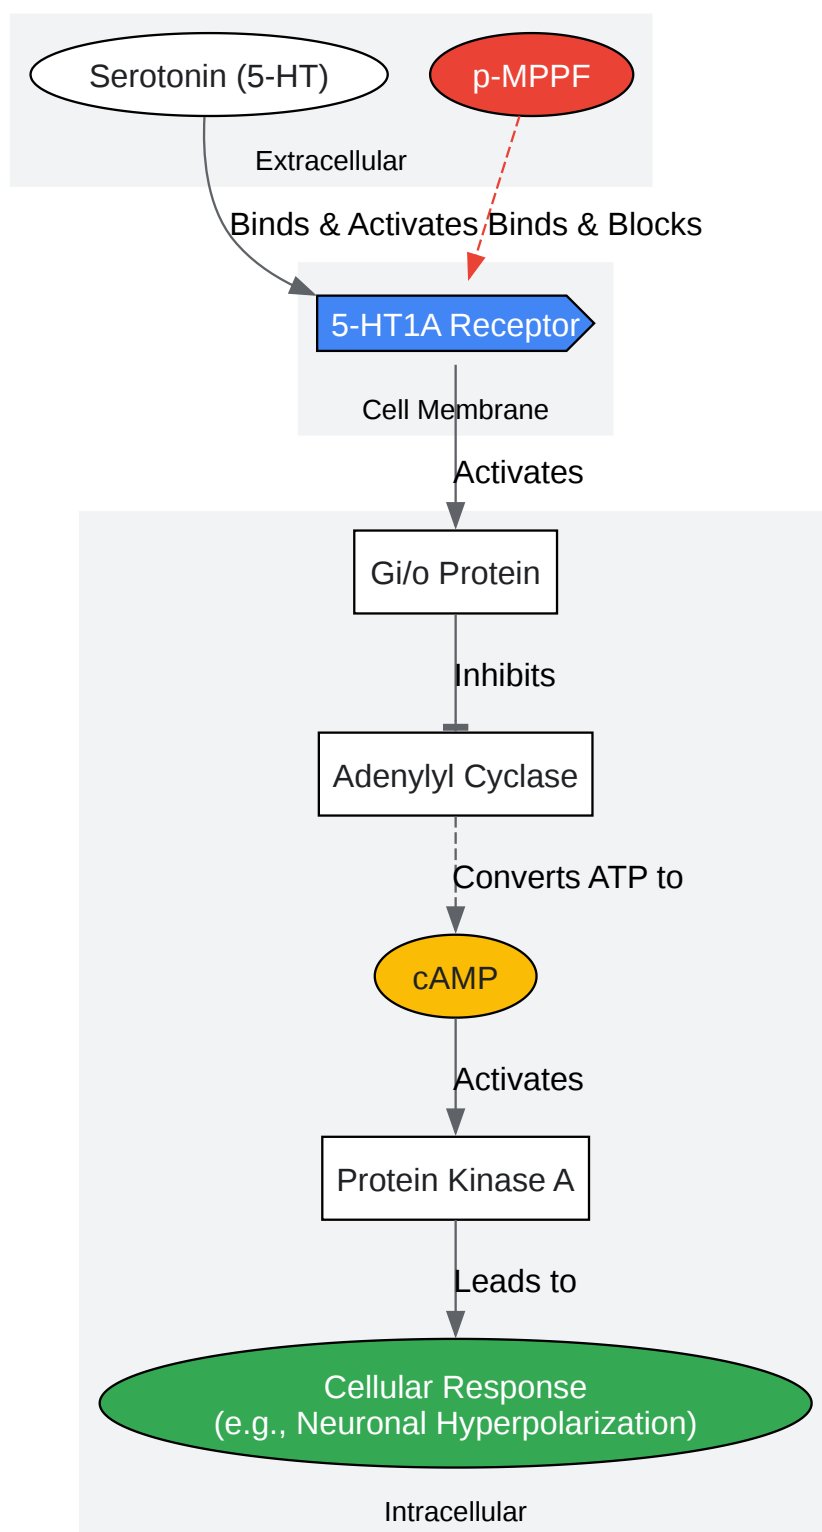 Serotonin (5-HT)
p-MPPF
Extracellular
Binds & Activates
Binds & Blocks
5-HT1A Receptor
Cell Membrane
Activates
Gi/o Protein
Inhibits
Adenylyl Cyclase
Converts ATP to
cAMP
Activates
Protein Kinase A
Leads to
Cellular Response
(e.g., Neuronal Hyperpolarization)
Intracellular